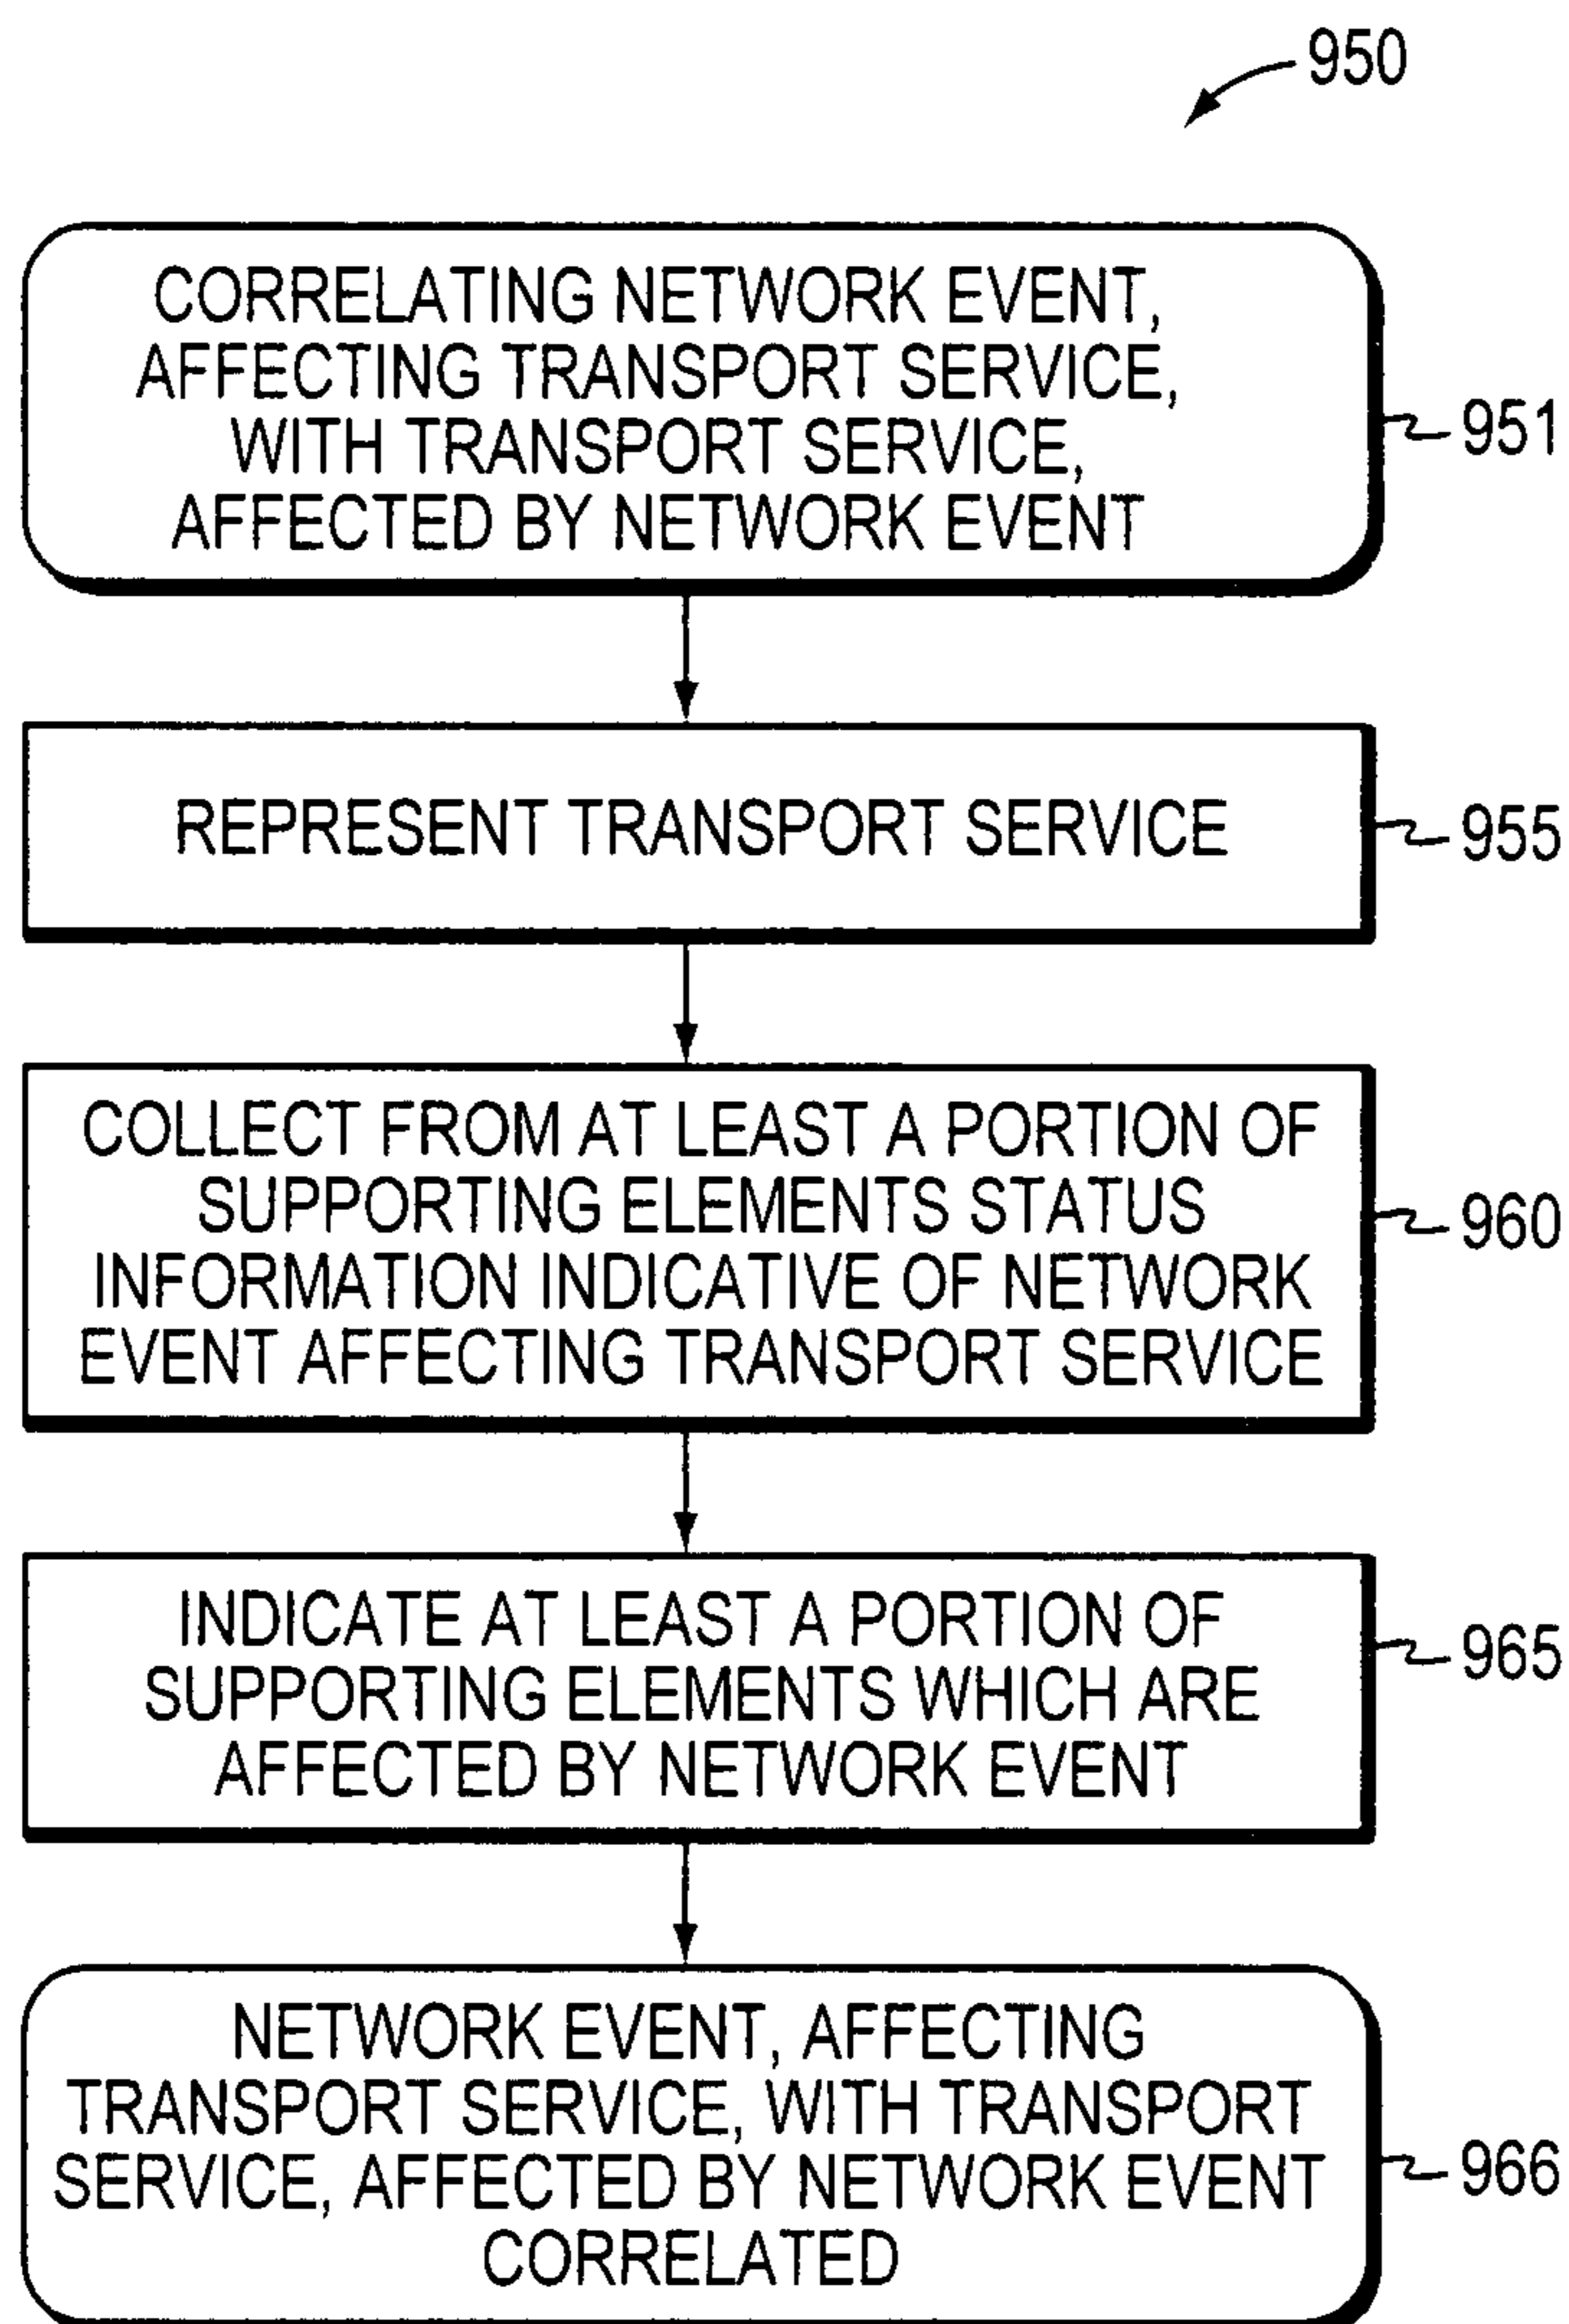 950
CORRELATING NETWORK EVENT,
AFFECTING TRANSPORT SERVICE,
WITH TRANSPORT SERVICE,
AFFECTED BY NETWORK EVENT
951
REPRESENT TRANSPORT SERVICE
955
COLLECT FROM AT LEAST A PORTION OF
SUPPORTING ELEMENTS STATUS
INFORMATION INDICATIVE OF NETWORK
EVENT AFFECTING TRANSPORT SERVICE
960
INDICATE AT LEAST A PORTION OF
SUPPORTING ELEMENTS WHICH ARE
AFFECTED BY NETWORK EVENT
965
NETWORK EVENT, AFFECTING
TRANSPORT SERVICE, WITH TRANSPORT
SERVICE, AFFECTED BY NETWORK EVENT
CORRELATED
966